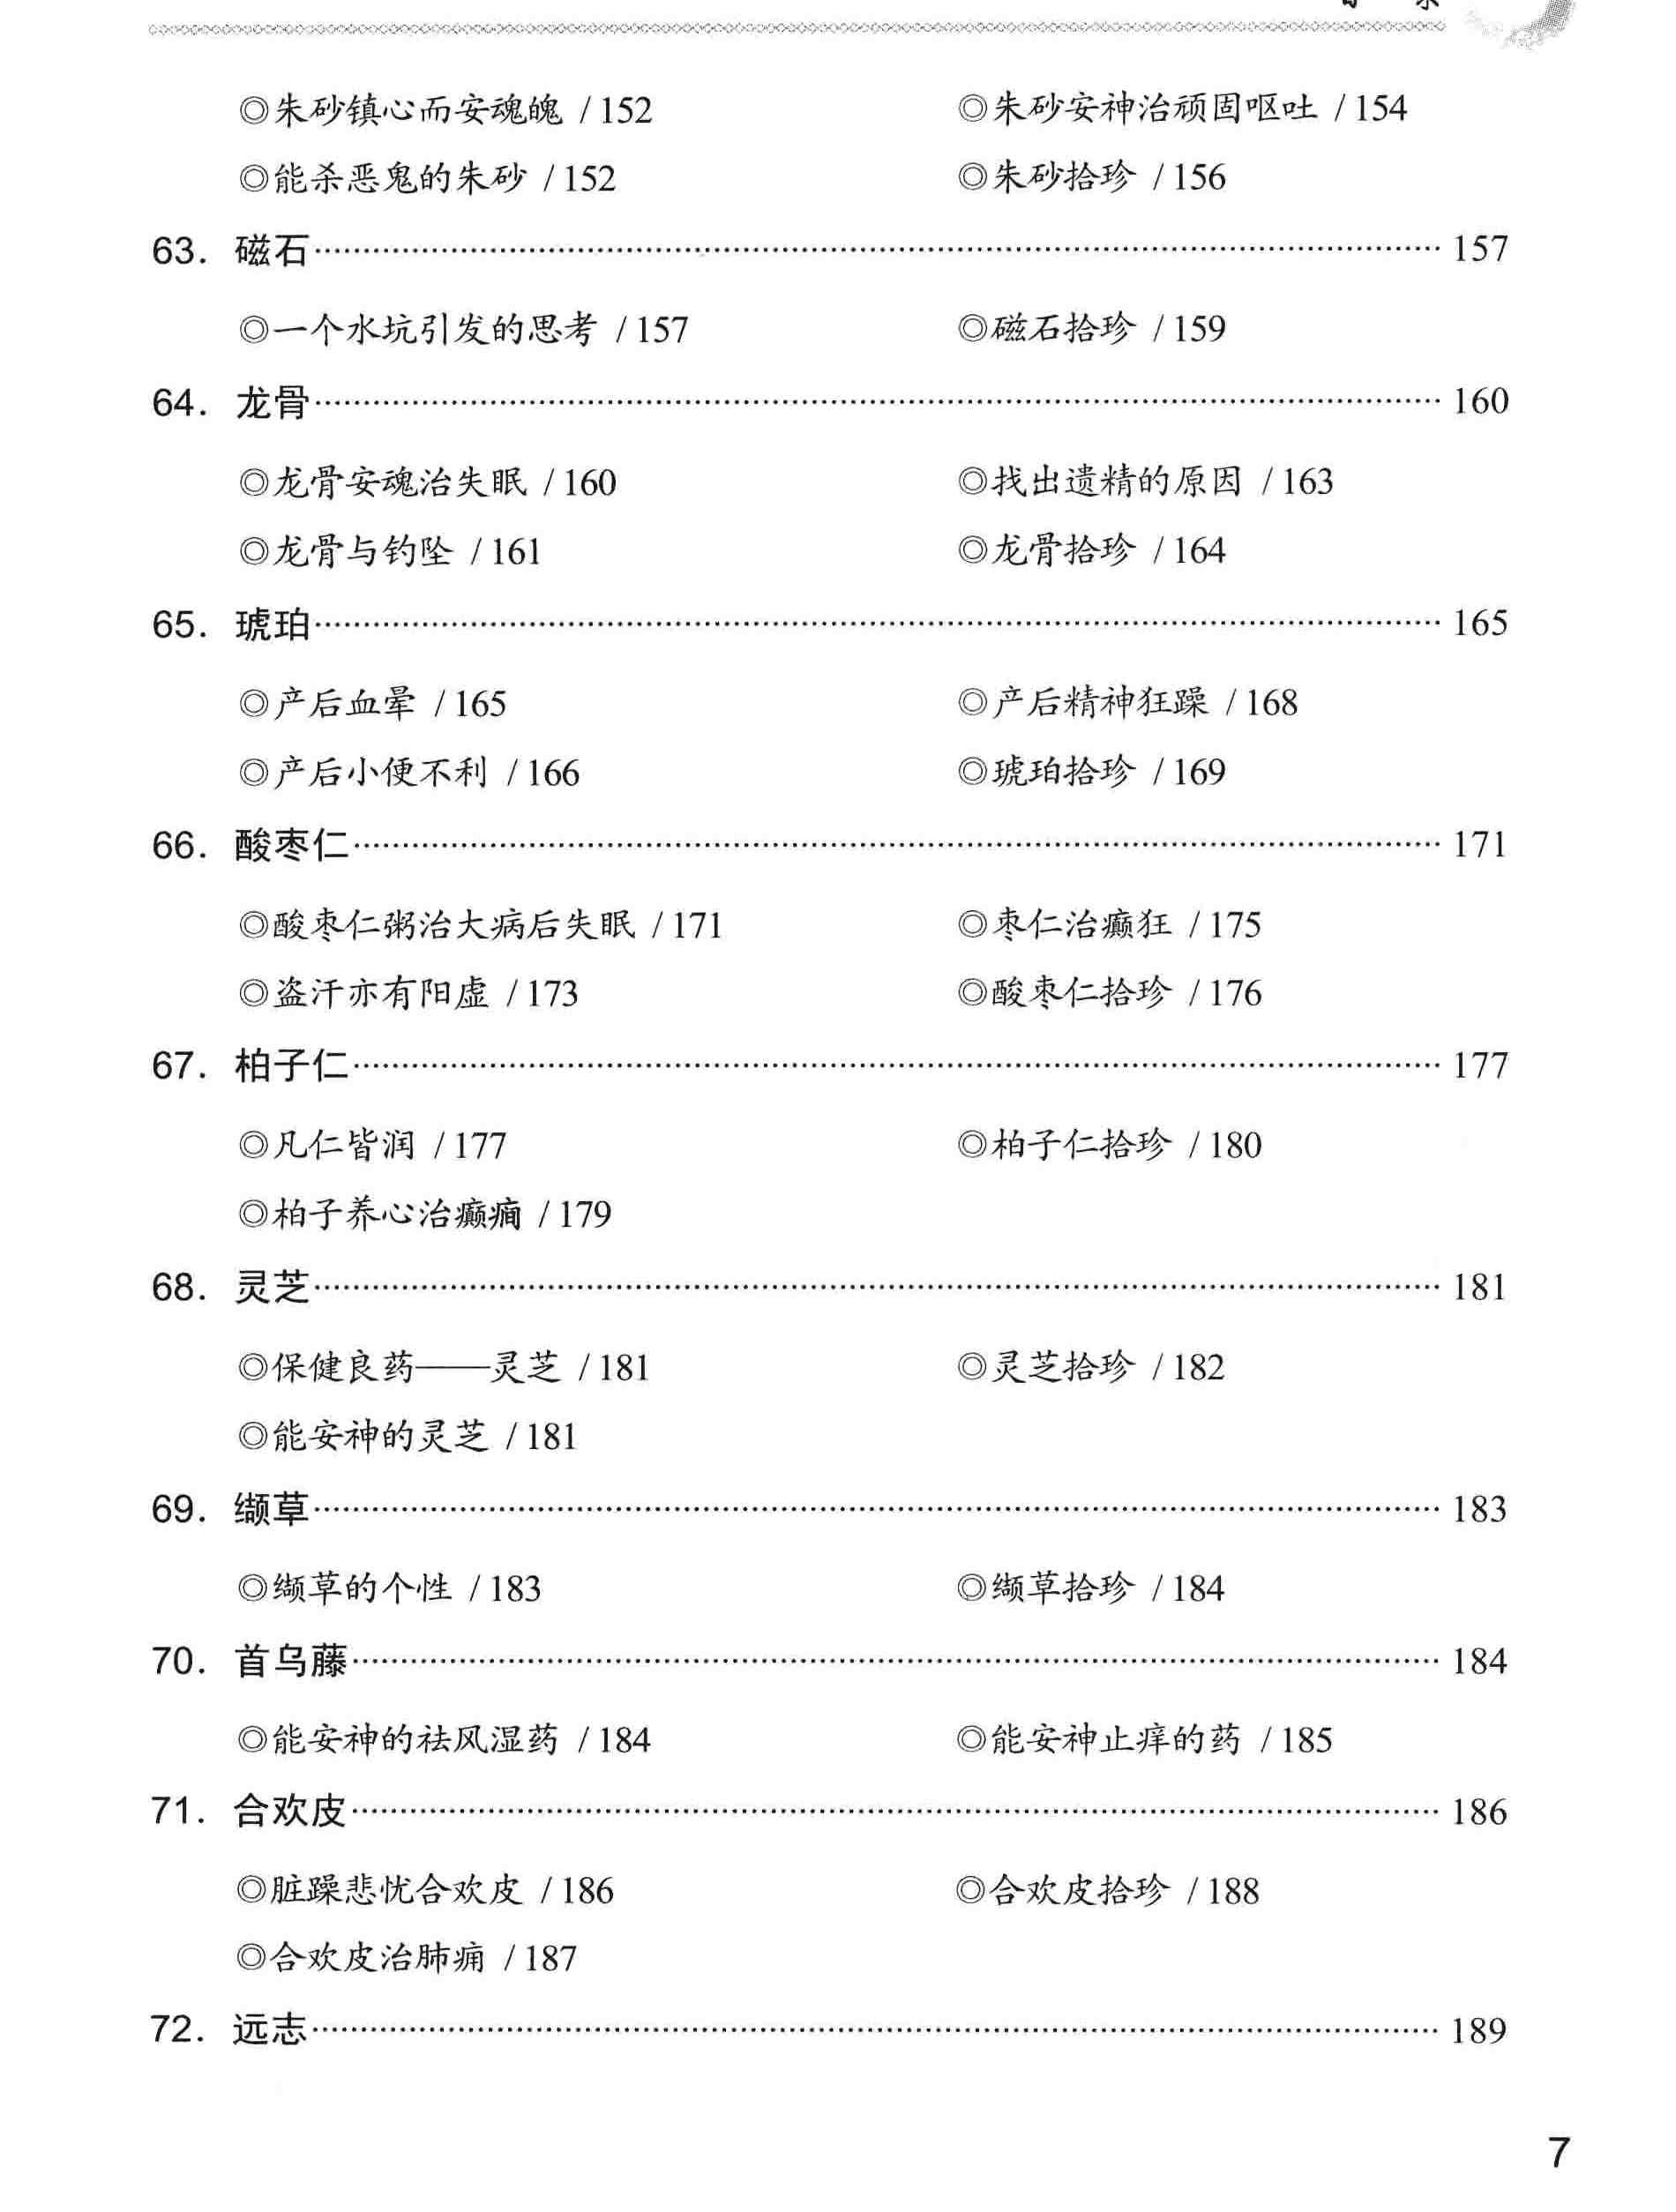 ◎朱砂镇心而安魂魄 /152 ◎朱砂安神治顽固呕吐 /154
◎能杀恶鬼的朱砂 /152 ◎朱砂拾珍 /156
63. 磁石 157
◎一个水坑引发的思考 /157 ◎磁石拾珍 /159
64. 龙骨 160
◎龙骨安魂治失眠 /160 ◎找出遗精的原因 /163
◎龙骨与钓坠 /161 ◎龙骨拾珍 /164
65. 琥珀 165
◎产后血晕 /165 ◎产后精神狂躁 /168
◎产后小便不利 /166 ◎琥珀拾珍 /169
66. 酸枣仁 171
◎酸枣仁粥治大病后失眠 /171 ◎枣仁治癫狂 /175
◎盗汗亦有阳虚 /173 ◎酸枣仁拾珍 /176
67. 柏子仁 177
◎凡仁皆润 /177 ◎柏子仁拾珍 /180
◎柏子养心治癫痫 /179
68. 灵芝 181
◎保健良药——灵芝 /181 ◎灵芝拾珍 /182
◎能安神的灵芝 /181
69. 缬草 183
◎缬草的个性 /183 ◎缬草拾珍 /184
70. 首乌藤 184
◎能安神的祛风湿药 /184 ◎能安神止痒的药 /185
71. 合欢皮 186
◎脏躁悲忧合欢皮 /186 ◎合欢皮拾珍 /188
◎合欢皮治肺痈 /187
72. 远志 189
7